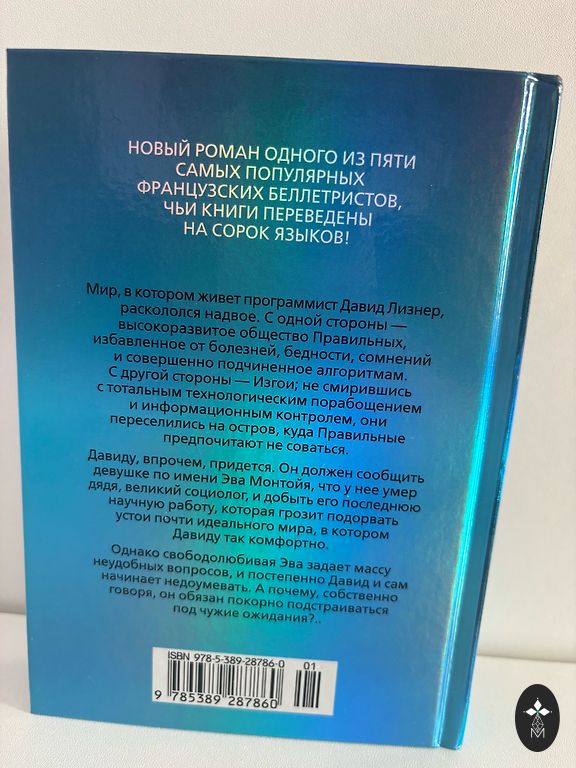 НОВЫЙ РОМАН ОДНОГО ИЗ ПЯТИ
САМЫХ ПОПУЛЯРНЫХ
ФРАНЦУЗСКИХ БЕЛЛЕТРИСТОВ,
ЧЬИ КНИГИ ПЕРЕВЕДЕНЫ
НА СОРОК ЯЗЫКОВ!
Мир, в котором живет программист Давид Лизнер,
раскололся надвое. С одной стороны —
высокоразвитое общество Правильных,
избавленное от болезней, бедности, сомнений
и совершенно подчиненное алгоритмам.
С другой стороны — Изгои; не смирившись
с тотальным технологическим порабощением
и информационным контролем, они
переселились на остров, куда Правильные
предпочитают не соваться.
Давиду, впрочем, придется. Он должен сообщить
девушке по имени Эва Монтойя, что у нее умер
дядя, великий социолог, и добыть его последнюю
научную работу, которая грозит подорвать
устои почти идеального мира, в котором
Давиду так комфортно.
Однако свободолюбивая Эва задает массу
неудобных вопросов, и постепенно Давид и сам
начинает недоумевать. А почему, собственно
говоря, он обязан покорно подстраиваться
под чужие ожидания?..
ISBN 978-5-389-28786-0 01
9 785389 287860
M